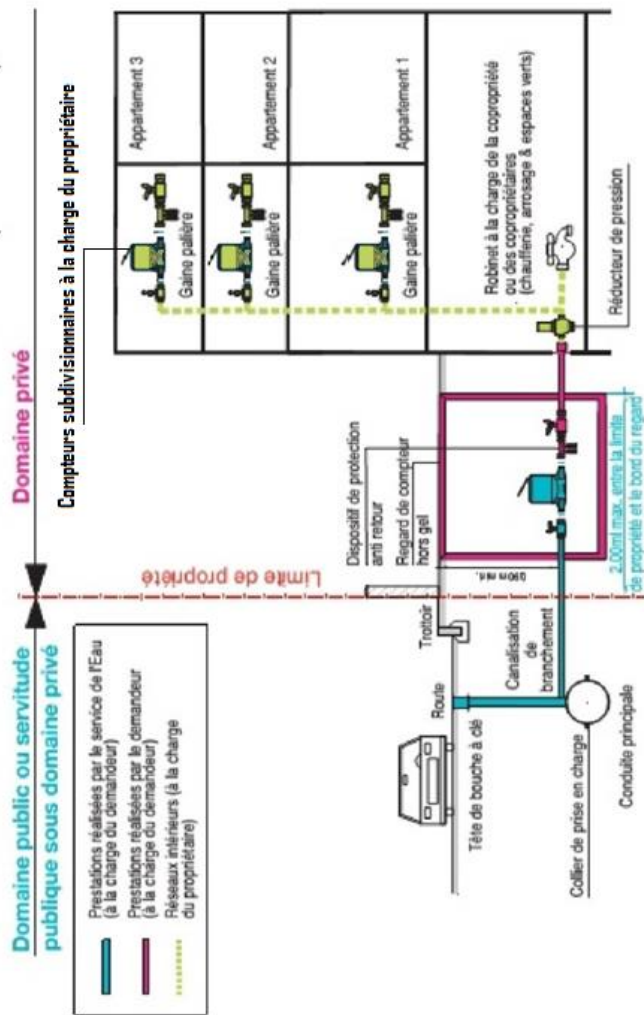 Domaine public ou servitude
publique sous domaine privé
Domaine privé
Prestations réalisées par le service de l'Eau
(à la charge du demandeur)
Prestations réalisées par le demandeur
(à la charge du demandeur)
Réseaux intérieurs (à la charge
du propriétaire)
Limite de propriété
Compteurs subdivisionnaires à la charge du propriétaire
Appartement 3
Gaine palière
Appartement 2
Gaine palière
Appartement 1
Gaine palière
Robinet à la charge de la copropriété
ou des copropriétaires
(chaufferie, arrosage & espaces verts)
Réducteur de pression
Dispositif de protection
anti retour
Regard de compteur
hors gel
Trottoir
Route
Tête de bouche à clé
Canalisation
de
branchement
Collier de prise en charge
Conduite principale
2,00ml max. entre la limite
de propriété et le bord du regard